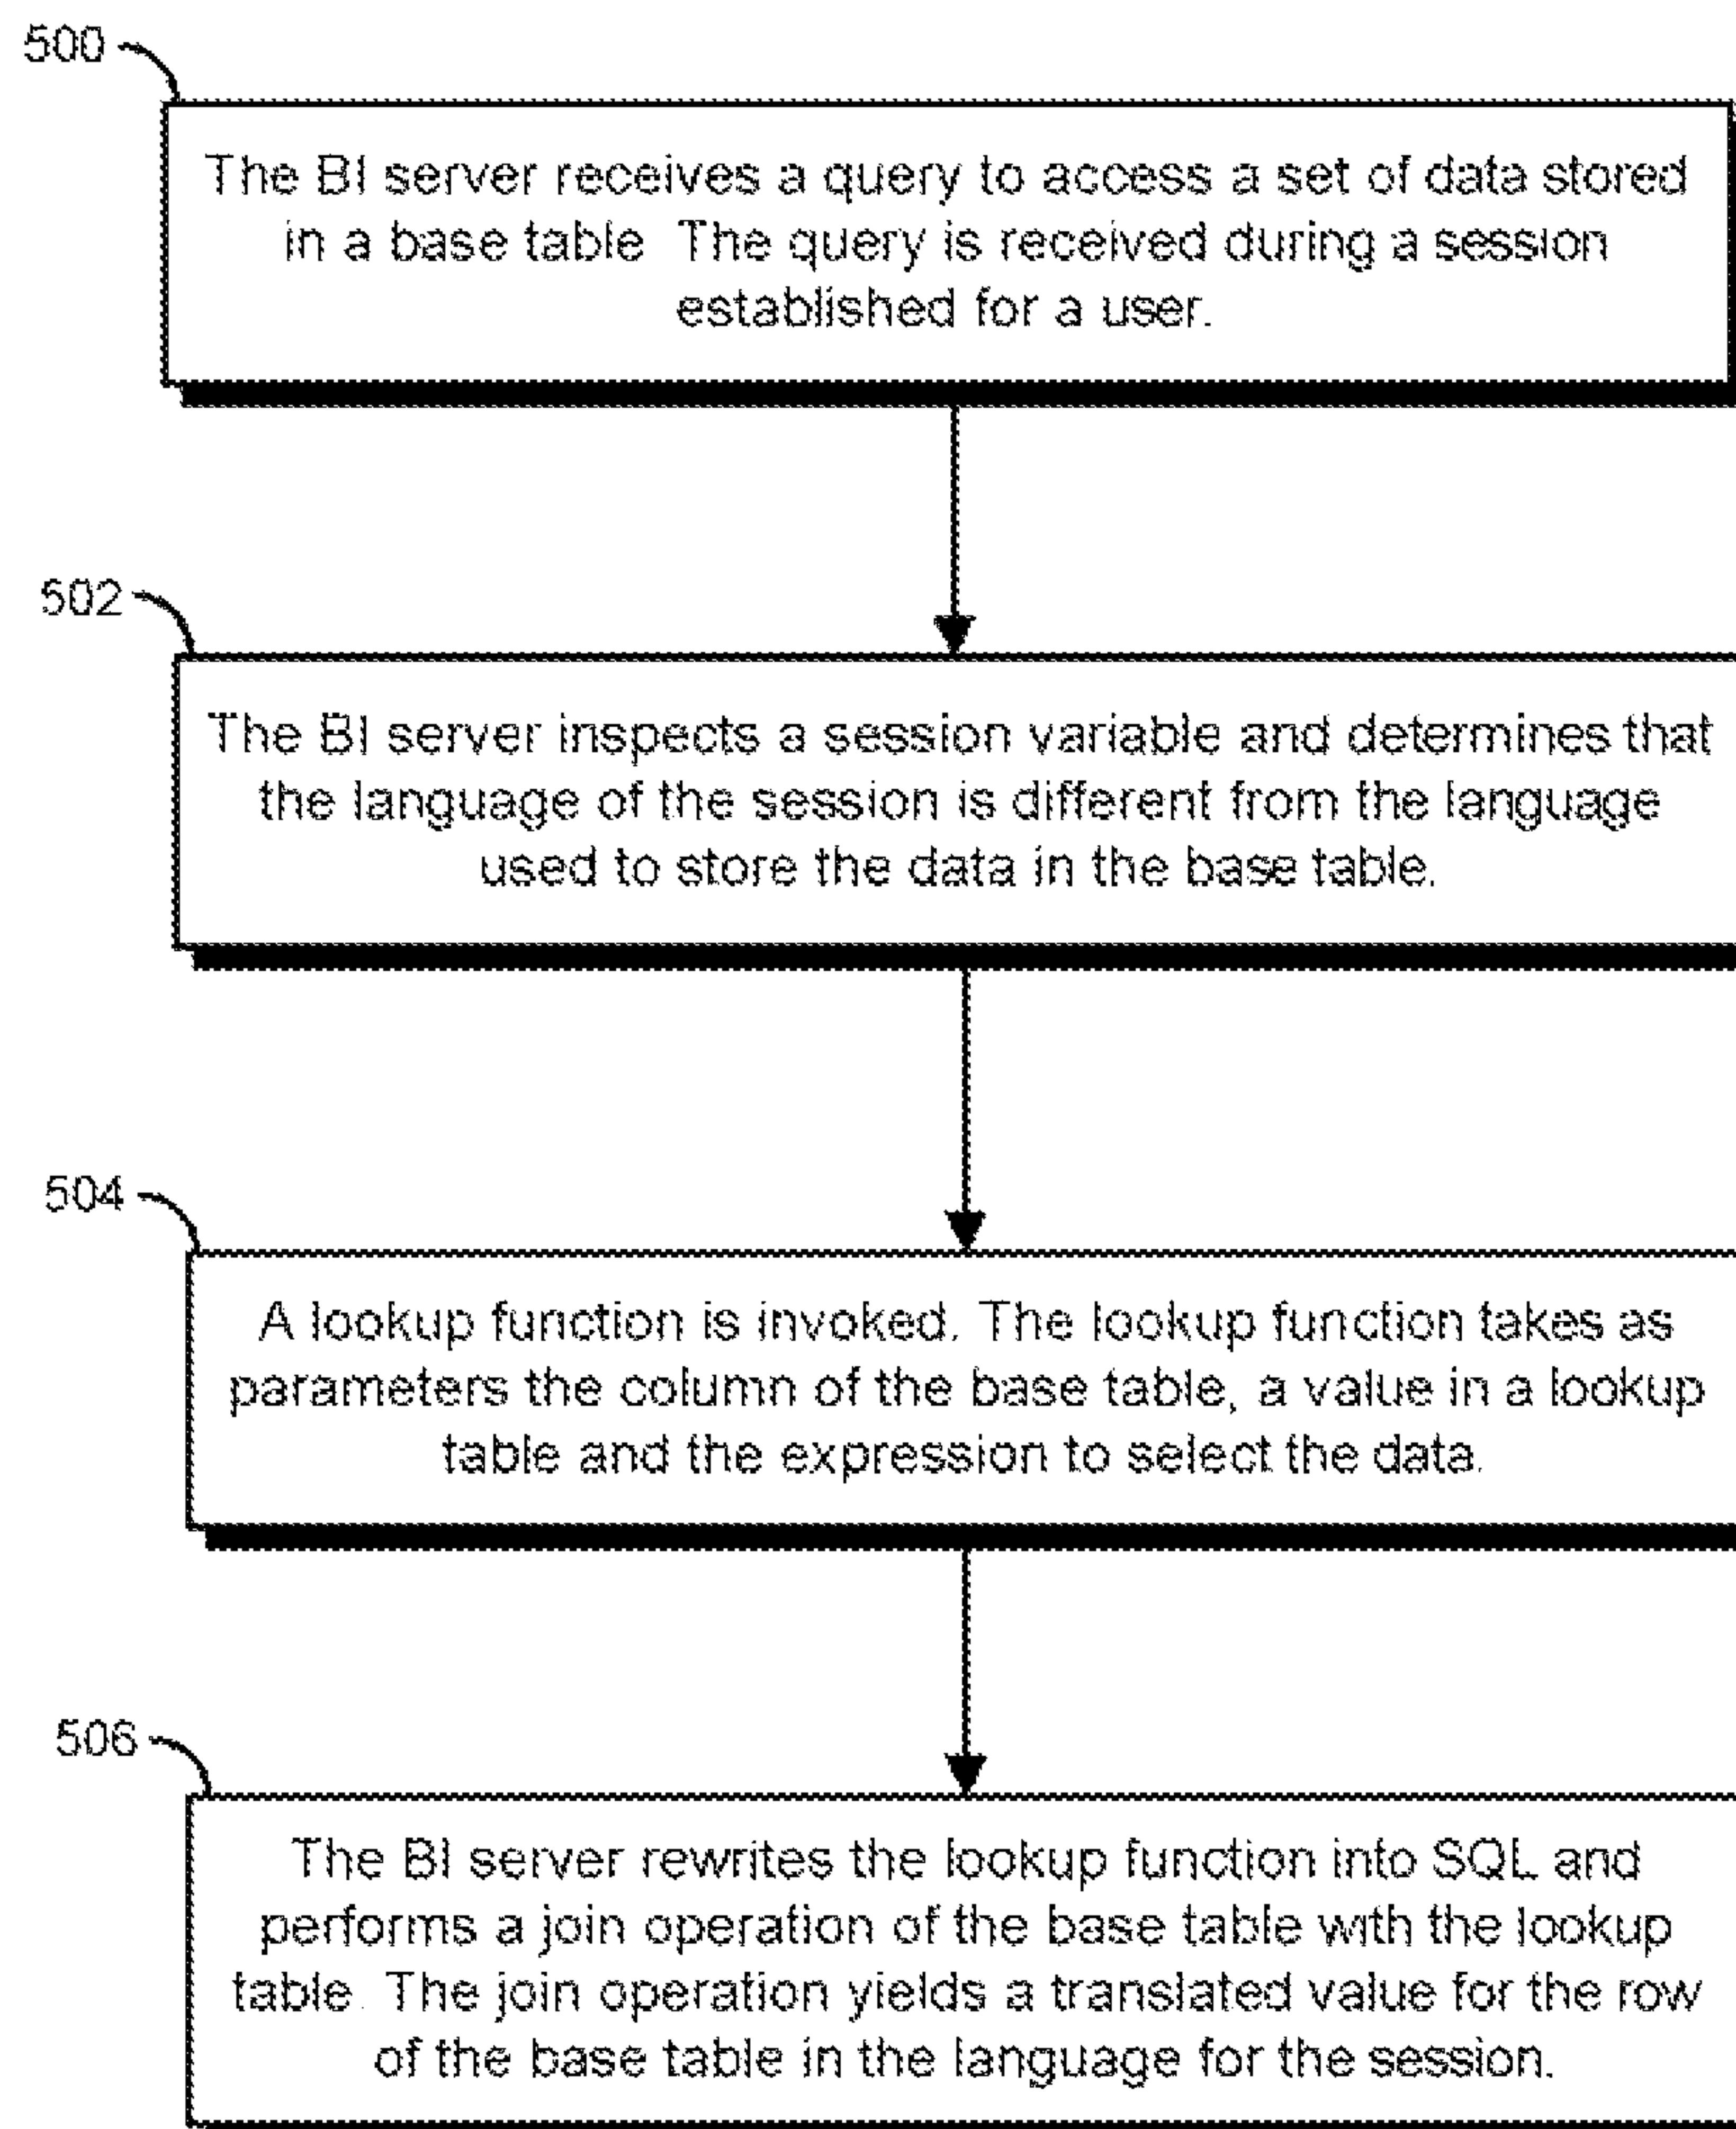 500
The BI server receives a query to access a set of data stored
in a base table. The query is received during a session
established for a user.
502
The BI server inspects a session variable and determines that
the language of the session is different from the language
used to store the data in the base table.
504
A lookup function is invoked. The lookup function takes as
parameters the column of the base table, a value in a lookup
table and the expression to select the data.
506
The BI server rewrites the lookup function into SQL and
performs a join operation of the base table with the lookup
table. The join operation yields a translated value for the row
of the base table in the language for the session.